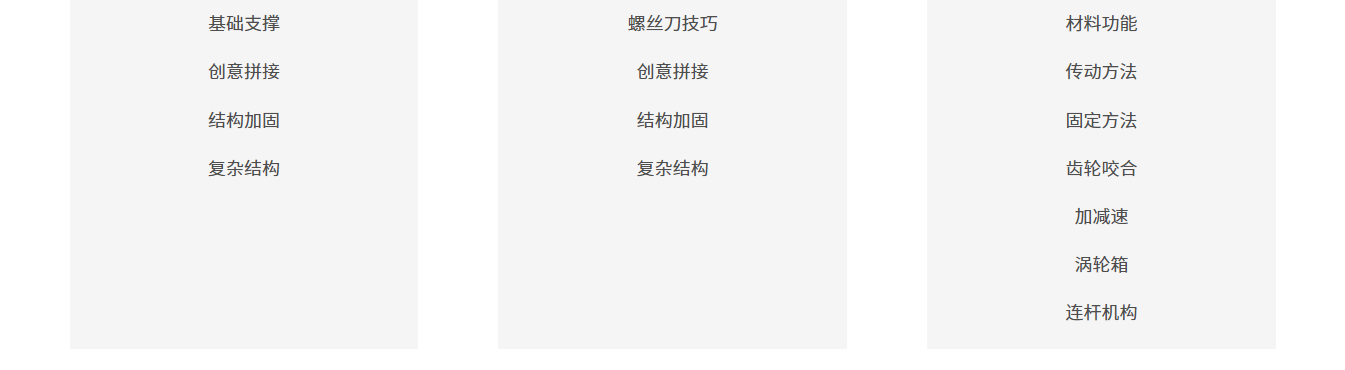 基础支撑
创意拼接
结构加固
复杂结构
螺丝刀技巧
创意拼接
结构加固
复杂结构
材料功能
传动方法
固定方法
齿轮咬合
加减速
涡轮箱
连杆机构